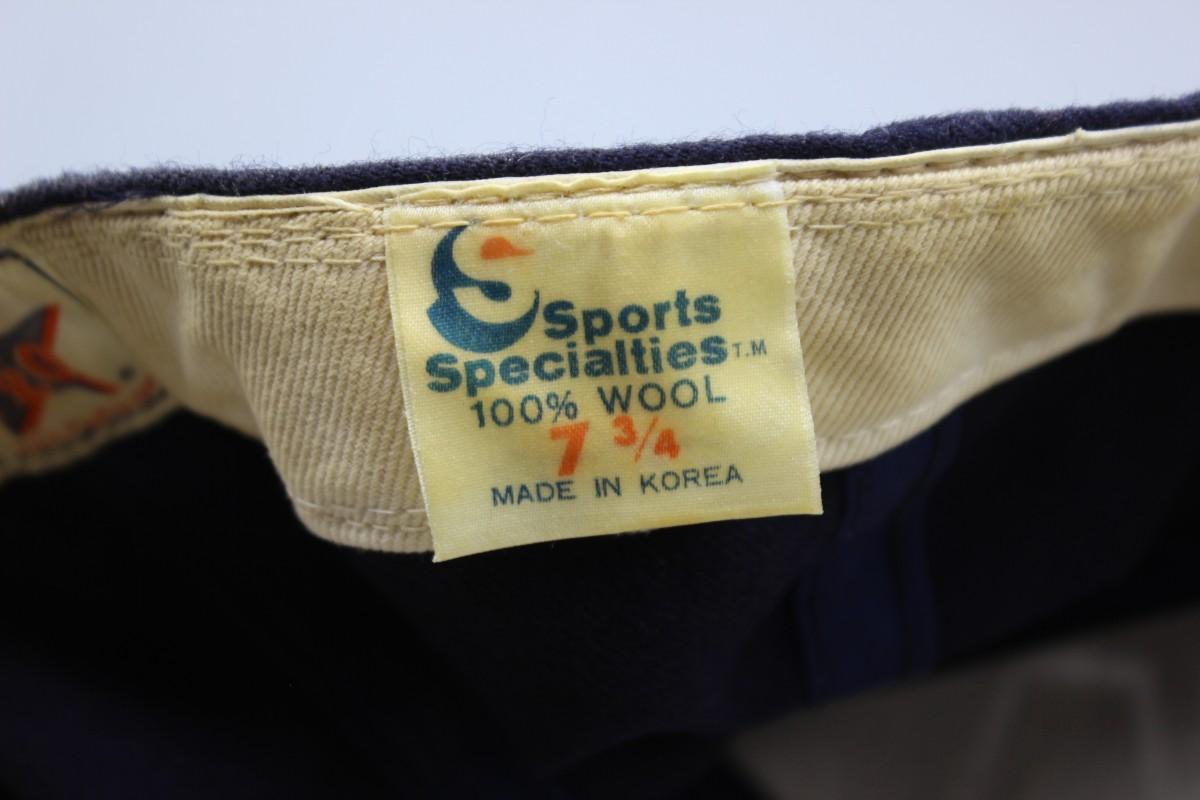 Sports
Specialties T.M
100% WOOL
7 3/4
MADE IN KOREA